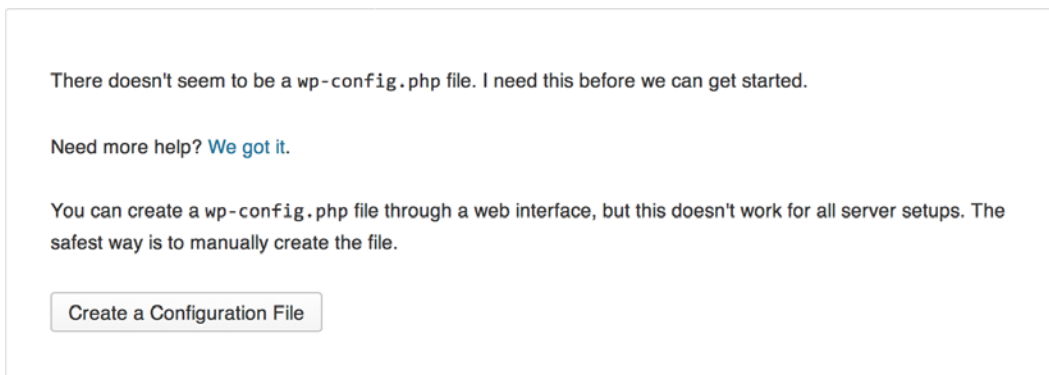 There doesn't seem to be a wp-config.php file. I need this before we can get started.
Need more help? We got it.
You can create a wp-config.php file through a web interface, but this doesn't work for all server setups. The
safest way is to manually create the file.
Create a Configuration File